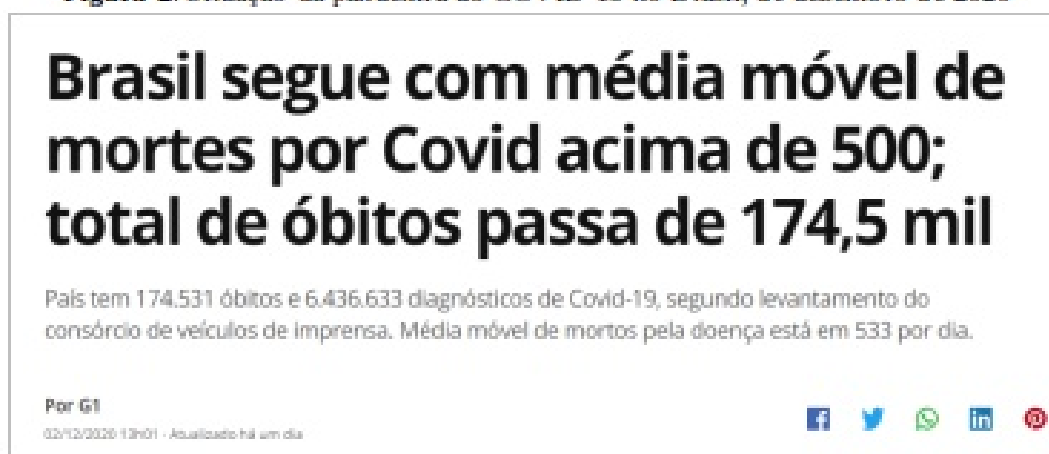 Brasil segue com média móvel de
mortes por Covid acima de 500;
total de óbitos passa de 174,5 mil
País tem 174.531 óbitos e 6.436.633 diagnósticos de Covid-19, segundo levantamento do
consórcio de veículos de imprensa. Média móvel de mortos pela doença está em 533 por dia.
Por G1
02/12/2020 13h01 - Atualizado há um dia